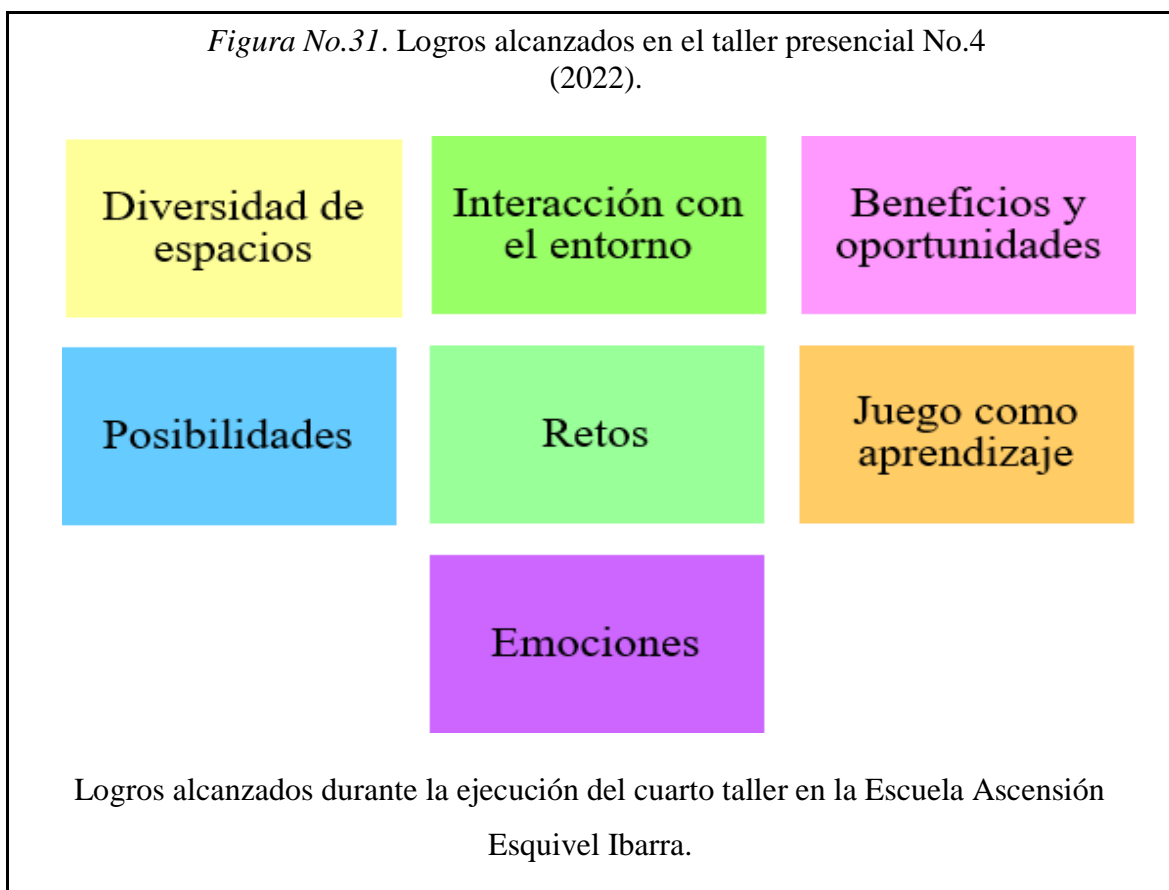 Figura No.31. Logros alcanzados en el taller presencial No.4
(2022).
Diversidad de
espacios
Interacción con
el entorno
Beneficios y
oportunidades
Posibilidades
Retos
Juego como
aprendizaje
Emociones
Logros alcanzados durante la ejecución del cuarto taller en la Escuela Ascensión
Esquivel Ibarra.